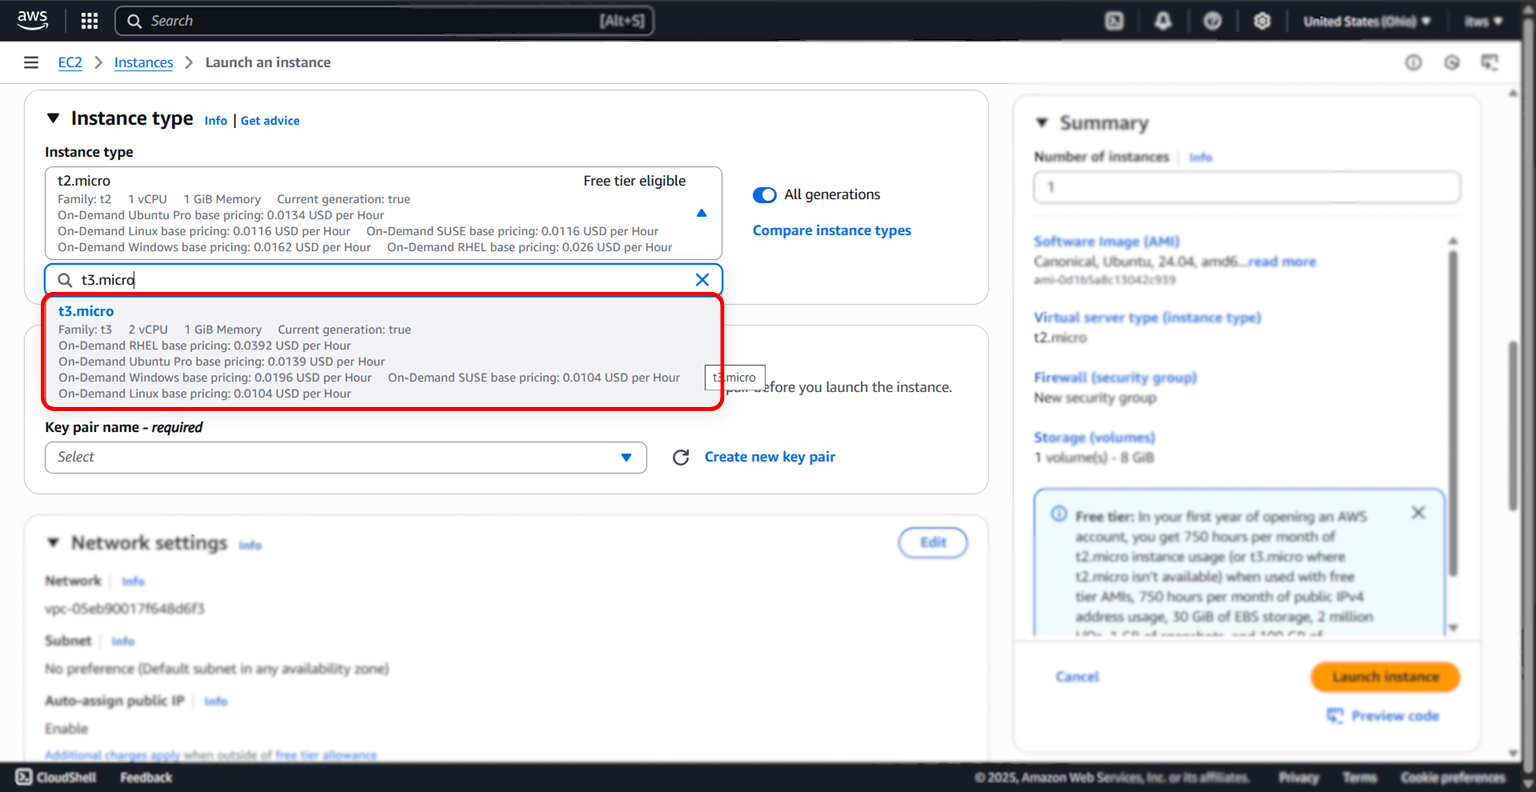 aws
Search [Alt+S]
United States (Ohio)
itws
EC2 Instances Launch an instance
Instance type Info | Get advice
Instance type
t2.micro Free tier eligible
Family: t2 1 vCPU 1 GiB Memory Current generation: true
On-Demand Ubuntu Pro base pricing: 0.0134 USD per Hour
On-Demand Linux base pricing: 0.0116 USD per Hour On-Demand SUSE base pricing: 0.0116 USD per Hour
On-Demand Windows base pricing: 0.0162 USD per Hour On-Demand RHEL base pricing: 0.026 USD per Hour
All generations
Compare instance types
t3.micro
t3.micro
Family: t3 2 vCPU 1 GiB Memory Current generation: true
On-Demand RHEL base pricing: 0.0392 USD per Hour
On-Demand Ubuntu Pro base pricing: 0.0139 USD per Hour
On-Demand Windows base pricing: 0.0196 USD per Hour On-Demand SUSE base pricing: 0.0104 USD per Hour
On-Demand Linux base pricing: 0.0104 USD per Hour
t3.micro
before you launch the instance.
Key pair name - required
Select
Create new key pair
Network settings Info
Edit
Network Info
vpc-05eb90017f648d6f3
Subnet Info
No preference (Default subnet in any availability zone)
Auto-assign public IP Info
Enable
Additional charges apply when outside of free tier allowance
Summary
Number of instances Info
1
Software Image (AMI)
Canonical, Ubuntu, 24.04, amd6...read more
ami-0d1b5a8c13042c939
Virtual server type (instance type)
t2.micro
Firewall (security group)
New security group
Storage (volumes)
1 volume(s) - 8 GiB
Free tier: In your first year of opening an AWS
account, you get 750 hours per month of
t2.micro instance usage (or t3.micro where
t2.micro isn't available) when used with free
tier AMIs, 750 hours per month of public IPv4
address usage, 30 GiB of EBS storage, 2 million
Cancel
Launch instance
Preview code
CloudShell Feedback
© 2025, Amazon Web Services, Inc. or its affiliates. Privacy Terms Cookie preferences